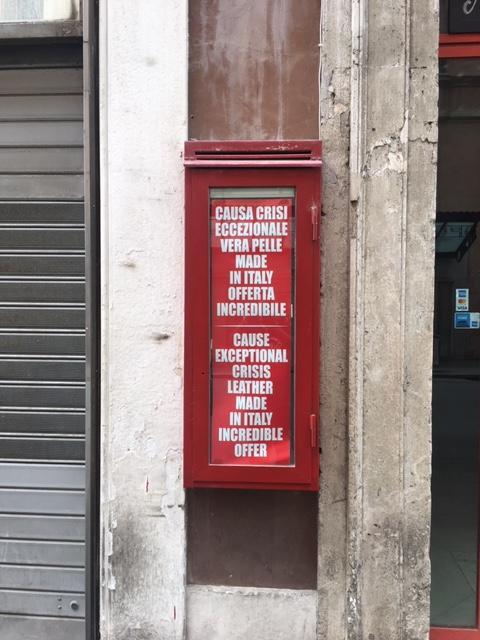 CAUSA CRISI
ECCEZIONALE
VERA PELLE
MADE
IN ITALY
OFFERTA
INCREDIBILE
CAUSE
EXCEPTIONAL
CRISIS
LEATHER
MADE
IN ITALY
INCREDIBLE
OFFER
VISA